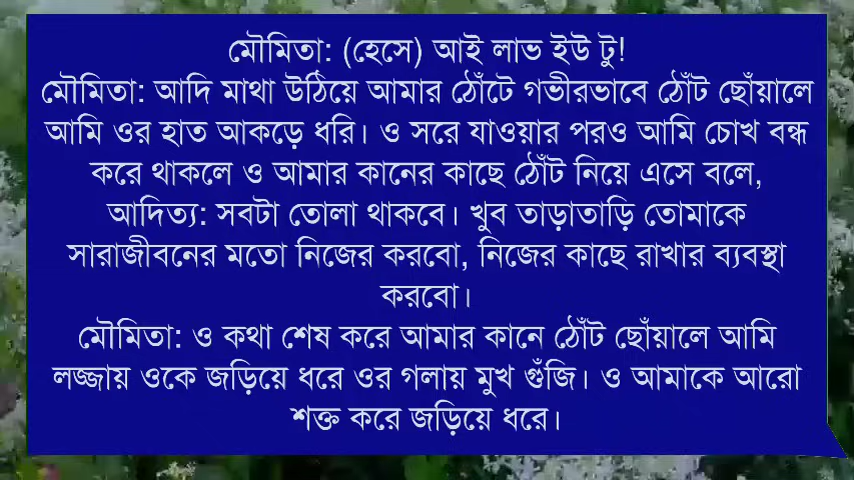 মৌমিতা: (হেসে) আই লাভ ইউ টু!
মৌমিতা: আদি মাথা উঠিয়ে আমার ঠোঁটে গভীরভাবে ঠোঁট ছোঁয়ালে
আমি ওর হাত আকড়ে ধরি। ও সরে যাওয়ার পরও আমি চোখ বন্ধ
করে থাকলে ও আমার কানের কাছে ঠোঁট নিয়ে এসে বলে,
আদিত্য: সবটা তোলা থাকবে। খুব তাড়াতাড়ি তোমাকে
সারাজীবনের মতো নিজের করবো, নিজের কাছে রাখার ব্যবস্থা
করবো।
মৌমিতা: ও কথা শেষ করে আমার কানে ঠোঁট ছোঁয়ালে আমি
লজ্জায় ওকে জড়িয়ে ধরে ওর গলায় মুখ গুঁজি। ও আমাকে আরো
শক্ত করে জড়িয়ে ধরে।